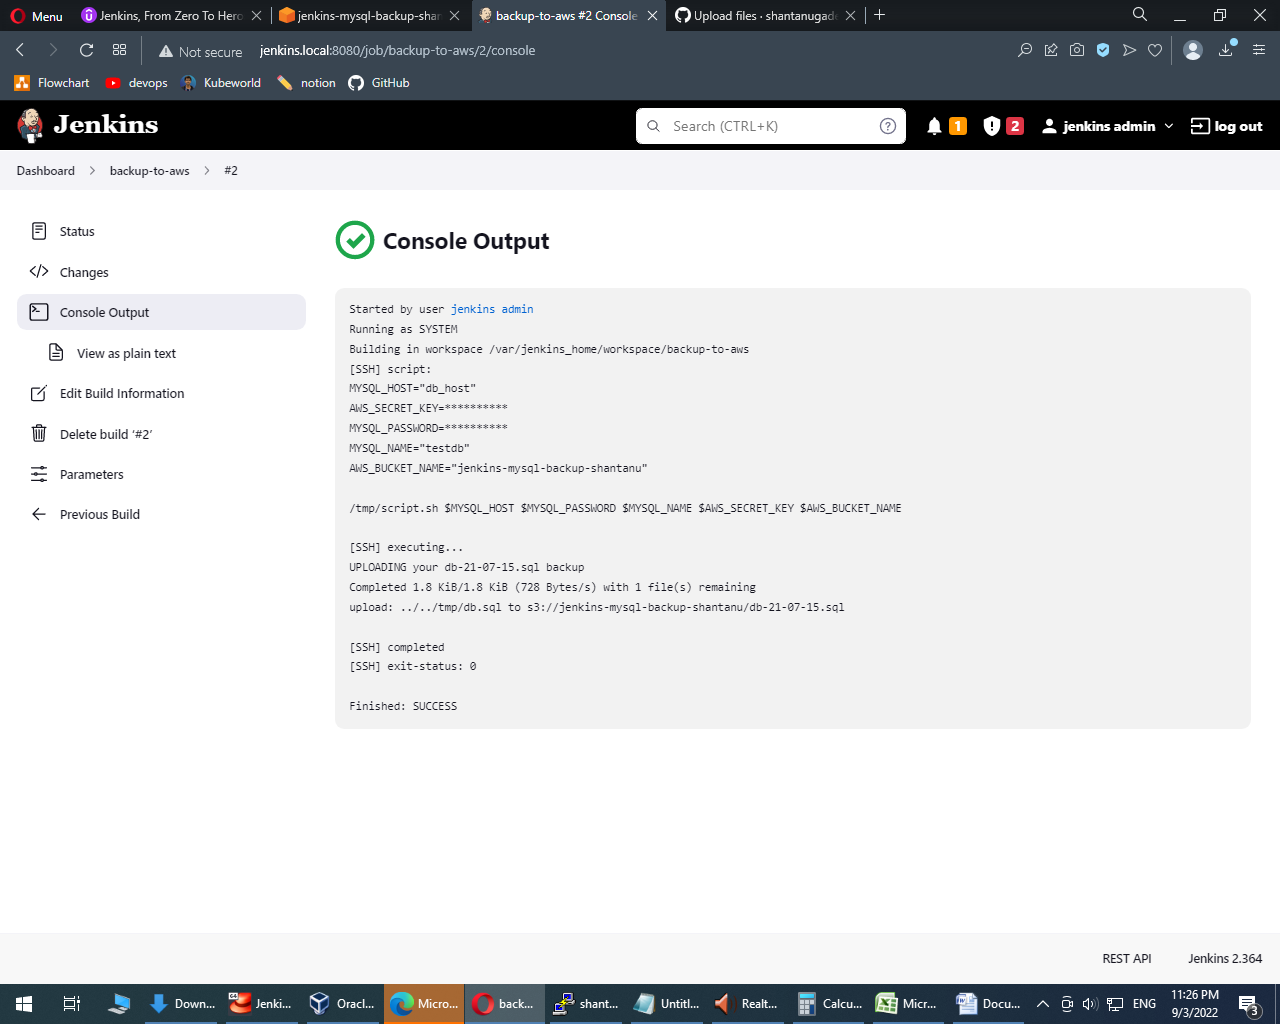 Menu
Jenkins, From Zero To Hero
jenkins-mysql-backup-shan
backup-to-aws #2 Console
Upload files · shantanugade
Not secure
jenkins.local:8080/job/backup-to-aws/2/console
Flowchart
devops
Kubeworld
notion
GitHub
Jenkins
Search (CTRL+K)
1
2
jenkins admin
log out
Dashboard
backup-to-aws
#2
Status
Changes
Console Output
View as plain text
Edit Build Information
Delete build ‘#2’
Parameters
Previous Build
Console Output
Started by user jenkins admin
Running as SYSTEM
Building in workspace /var/jenkins_home/workspace/backup-to-aws
[SSH] script:
MYSQL_HOST="db_host"
AWS_SECRET_KEY=**********
MYSQL_PASSWORD=**********
MYSQL_NAME="testdb"
AWS_BUCKET_NAME="jenkins-mysql-backup-shantanu"
/tmp/script.sh $MYSQL_HOST $MYSQL_PASSWORD $MYSQL_NAME $AWS_SECRET_KEY $AWS_BUCKET_NAME
[SSH] executing...
UPLOADING your db-21-07-15.sql backup
Completed 1.8 KiB/1.8 KiB (728 Bytes/s) with 1 file(s) remaining
upload: ../../tmp/db.sql to s3://jenkins-mysql-backup-shantanu/db-21-07-15.sql
[SSH] completed
[SSH] exit-status: 0
Finished: SUCCESS
REST API
Jenkins 2.364
Down...
Jenki...
Oracl...
Micro...
back...
shant...
Untitl...
Realt...
Calcu...
Micr...
Docu...
ENG
11:26 PM
9/3/2022
3